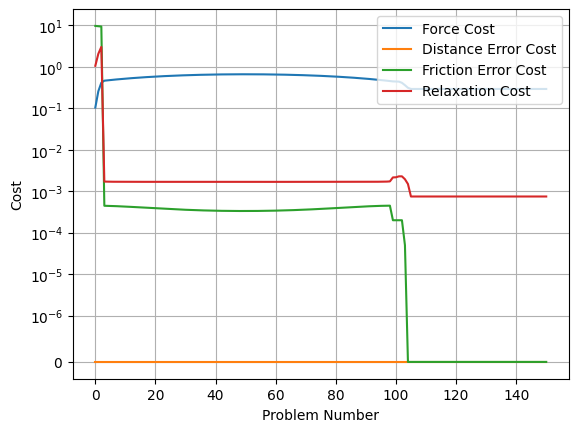 10¹
10⁰
10⁻¹
10⁻²
10⁻³
10⁻⁴
10⁻⁵
10⁻⁶
0
Cost
Force Cost
Distance Error Cost
Friction Error Cost
Relaxation Cost
0 20 40 60 80 100 120 140
Problem Number